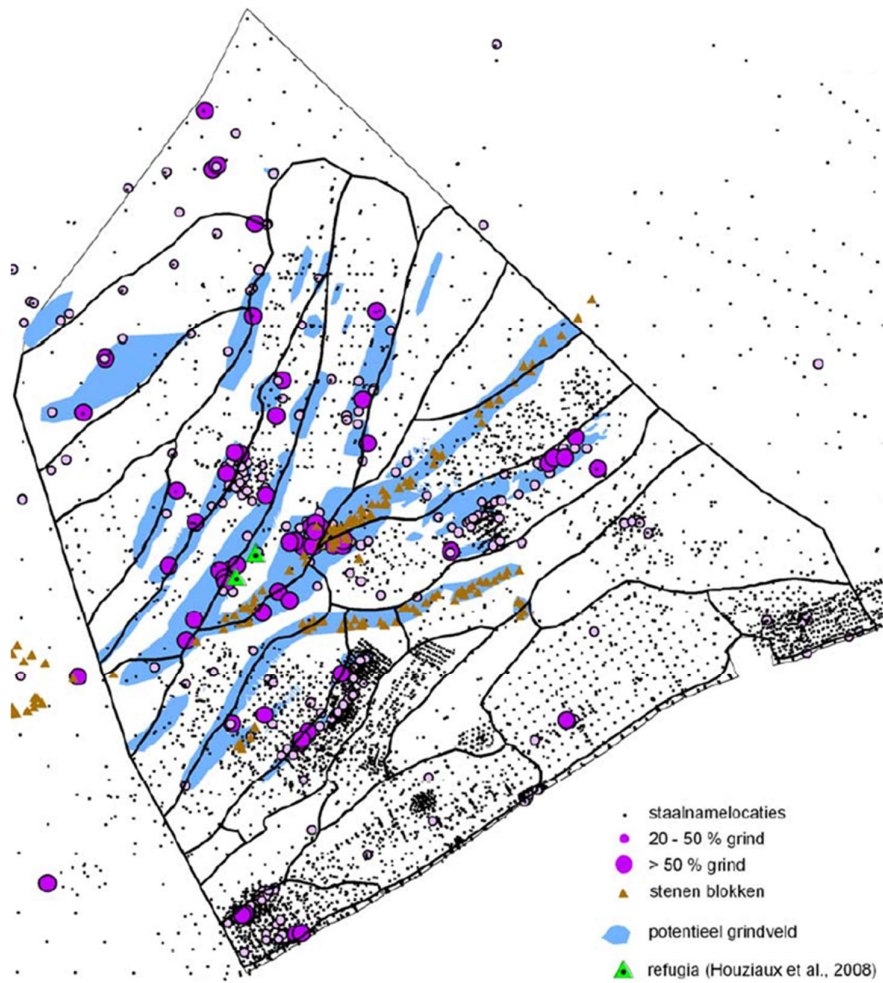 staalnamelocaties
20 - 50 % grind
> 50 % grind
stenen blokken
potentieel grindveld
refugia (Houziaux et al., 2008)